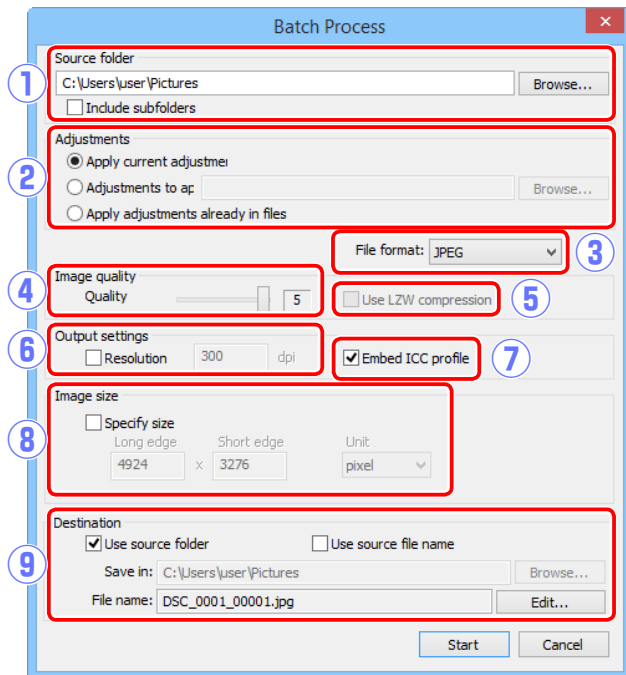 Batch Process
×
Source folder
1
C:\Users\user\Pictures Browse...
Include subfolders
Adjustments
2
Apply current adjustmen
Adjustments to ap Browse...
Apply adjustments already in files
File format: JPEG 3
Image quality
4
Quality 5
Use LZW compression 5
Output settings
6
Resolution 300 dpi
Embed ICC profile 7
Image size
8
Specify size
Long edge Short edge Unit
4924 x 3276 pixel
Destination
9
Use source folder Use source file name
Save in: C:\Users\user\Pictures Browse...
File name: DSC_0001_00001.jpg Edit...
Start Cancel